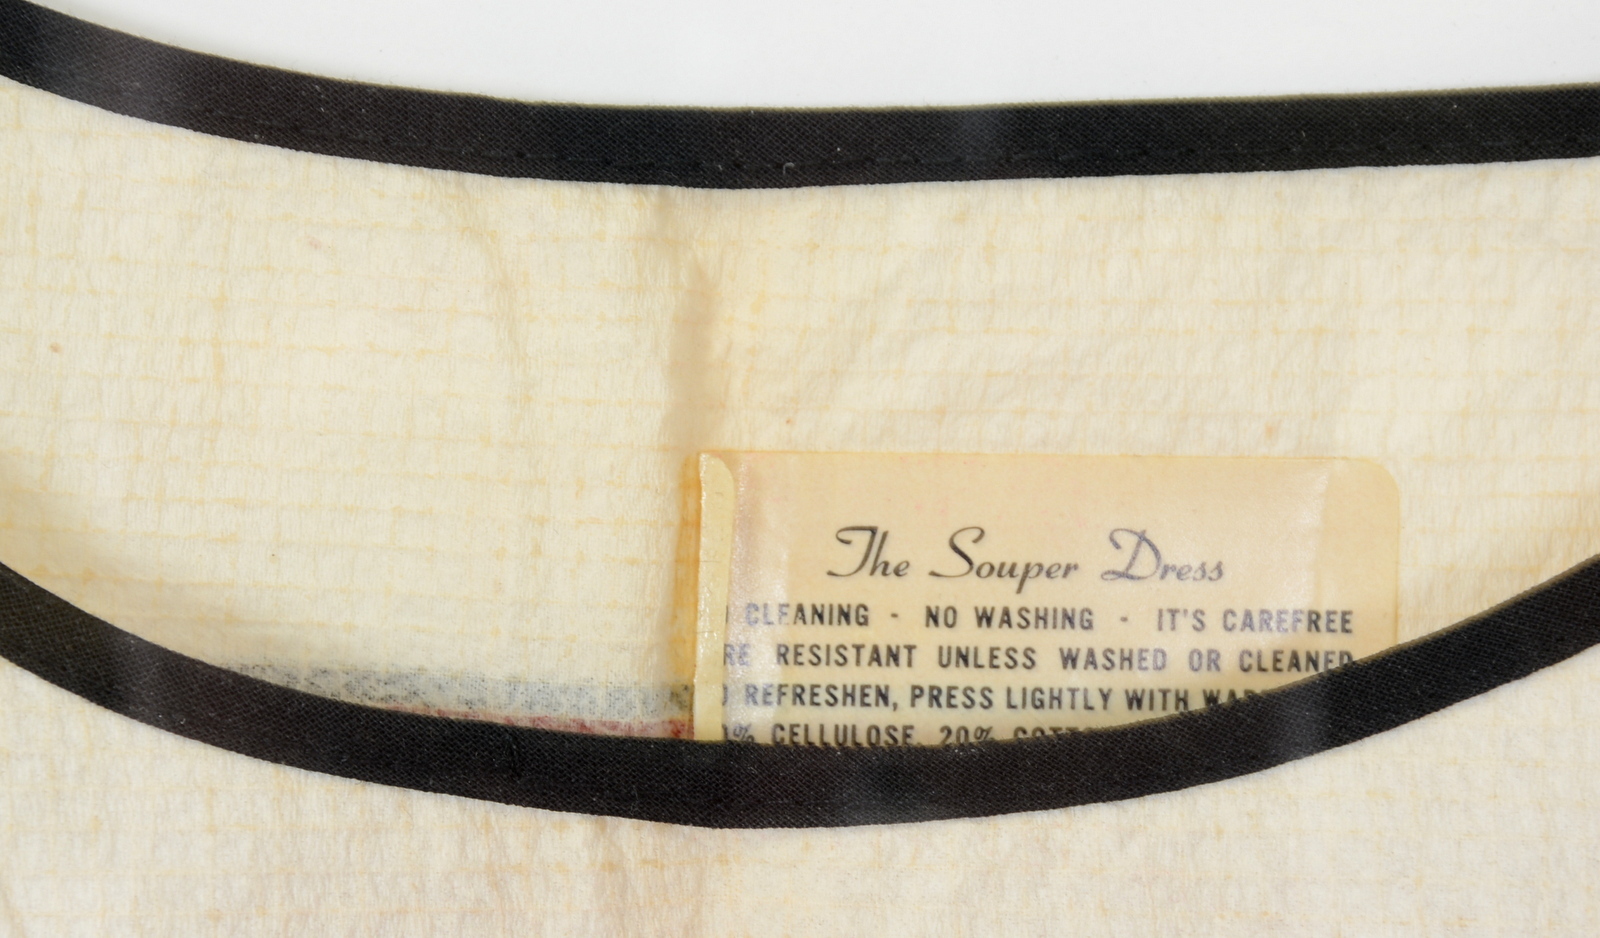 The Souper Dress
CLEANING - NO WASHING - IT'S CAREFREE
RESISTANT UNLESS WASHED OR CLEANED
REFRESHEN, PRESS LIGHTLY WITH
% CELLULOSE, 20%